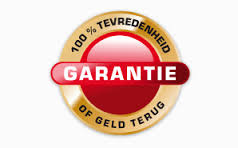 100 % TEVREDENHEID
GARANTIE
OF GELD TERUG